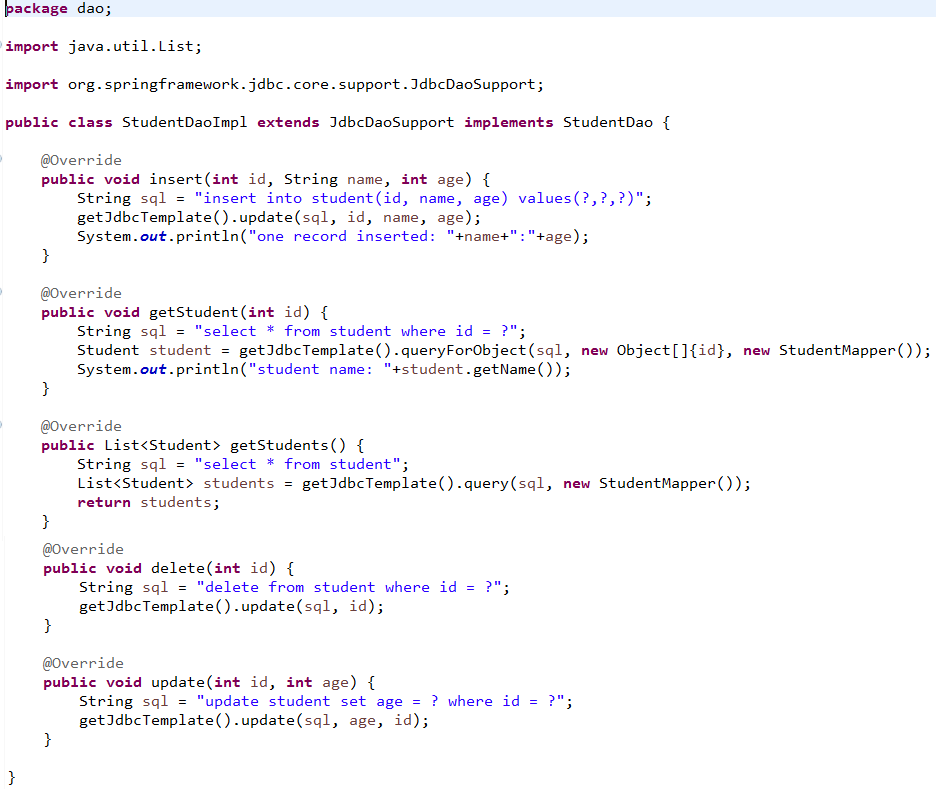 package dao;
import java.util.List;
import org.springframework.jdbc.core.support.JdbcDaoSupport;
public class StudentDaoImpl extends JdbcDaoSupport implements StudentDao {
@Override
public void insert(int id, String name, int age) {
String sql = "insert into student(id, name, age) values(?,?,?)";
getJdbcTemplate().update(sql, id, name, age);
System.out.println("one record inserted: "+name+":"+age);
}
@Override
public void getStudent(int id) {
String sql = "select * from student where id = ?";
Student student = getJdbcTemplate().queryForObject(sql, new Object[]{id}, new StudentMapper());
System.out.println("student name: "+student.getName());
}
@Override
public List<Student> getStudents() {
String sql = "select * from student";
List<Student> students = getJdbcTemplate().query(sql, new StudentMapper());
return students;
}
@Override
public void delete(int id) {
String sql = "delete from student where id = ?";
getJdbcTemplate().update(sql, id);
}
@Override
public void update(int id, int age) {
String sql = "update student set age = ? where id = ?";
getJdbcTemplate().update(sql, age, id);
}
}